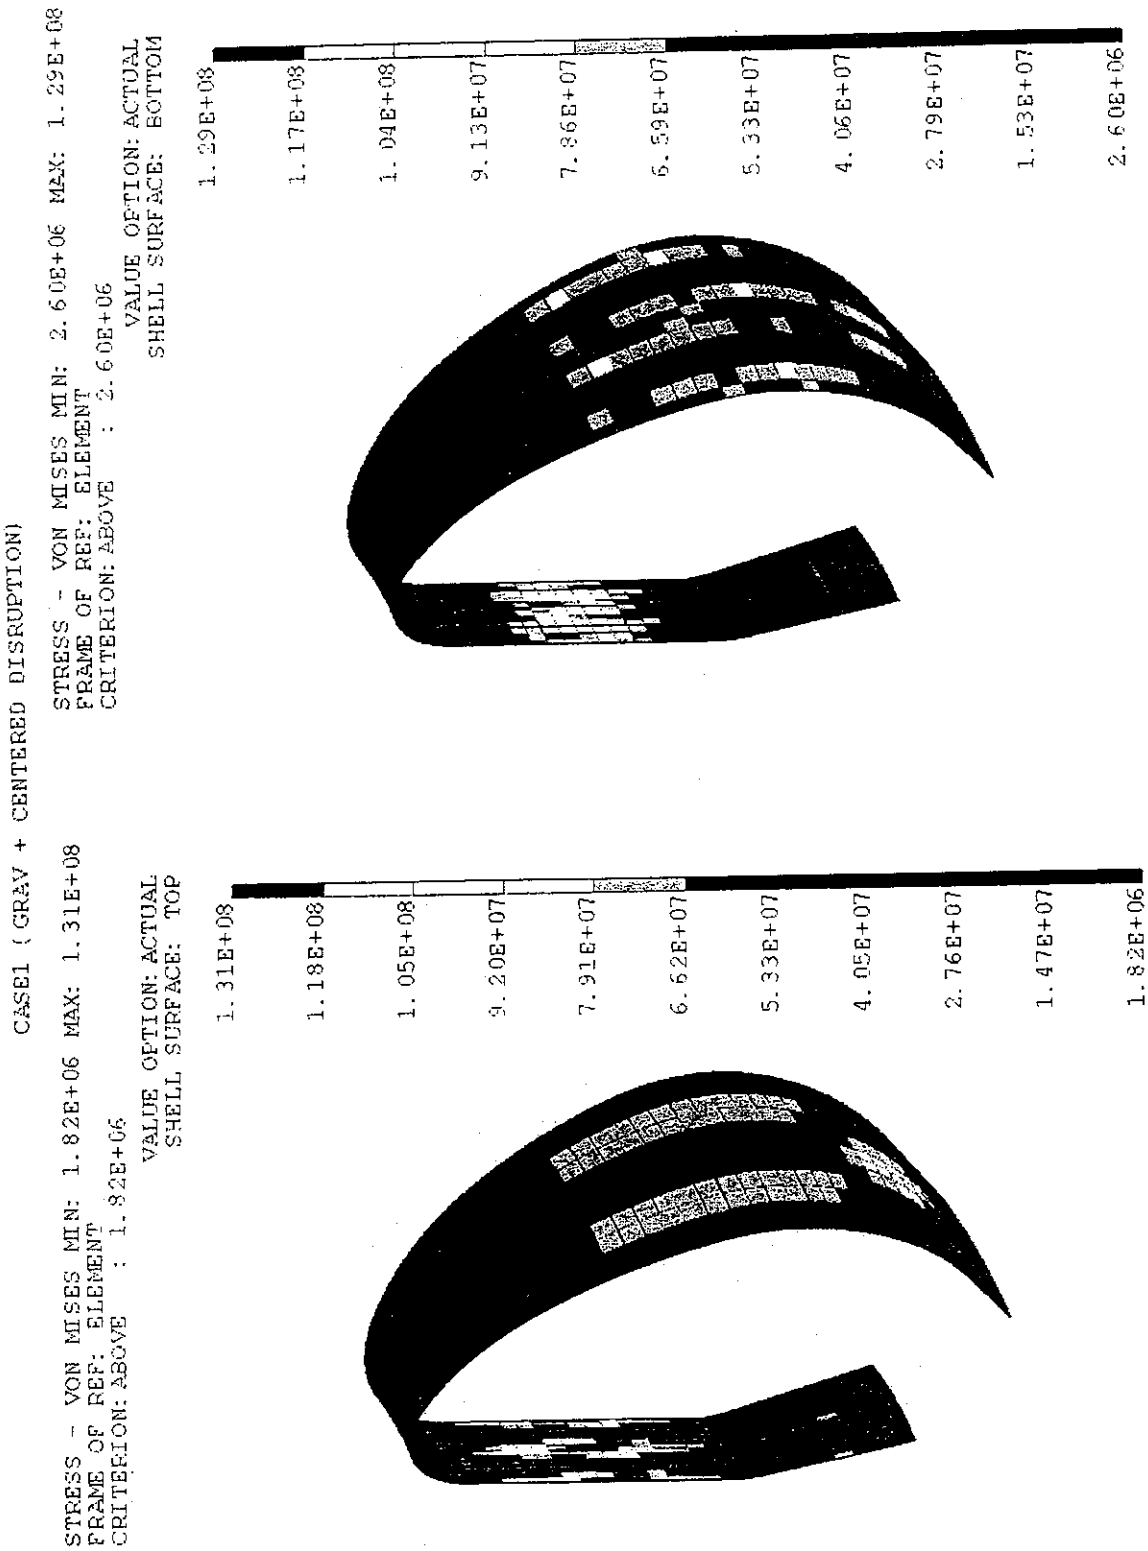 CASE1 ( GRAV + CENTERED DISRUPTION)
STRESS - VON MISES MIN: 1.82E+06 MAX: 1.31E+08
FRAME OF REF: ELEMENT
CRITERION: ABOVE : 1.82E+06
VALUE OPTION: ACTUAL
SHELL SURFACE: TOP
1.31E+08
1.18E+08
1.05E+08
9.20E+07
7.91E+07
6.62E+07
5.33E+07
4.05E+07
2.76E+07
1.47E+07
1.82E+06
STRESS - VON MISES MIN: 2.60E+06 MAX: 1.29E+08
FRAME OF REF: ELEMENT
CRITERION: ABOVE : 2.60E+06
VALUE OPTION: ACTUAL
SHELL SURFACE: BOTTOM
1.29E+08
1.17E+08
1.04E+08
9.13E+07
7.86E+07
6.59E+07
5.33E+07
4.06E+07
2.79E+07
1.53E+07
2.60E+06